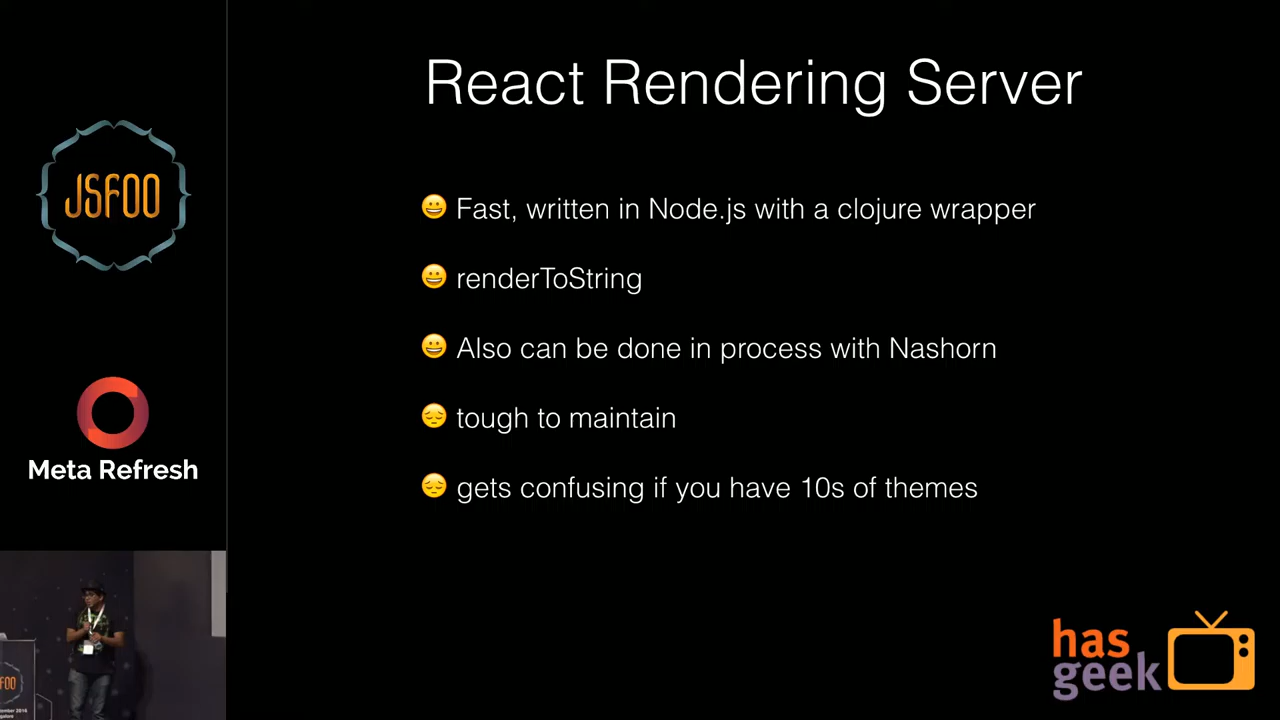 React Rendering Server
JSFOO
Fast, written in Node.js with a clojure wrapper
renderToString
Also can be done in process with Nashorn
tough to maintain
gets confusing if you have 10s of themes
Meta Refresh
has
geek